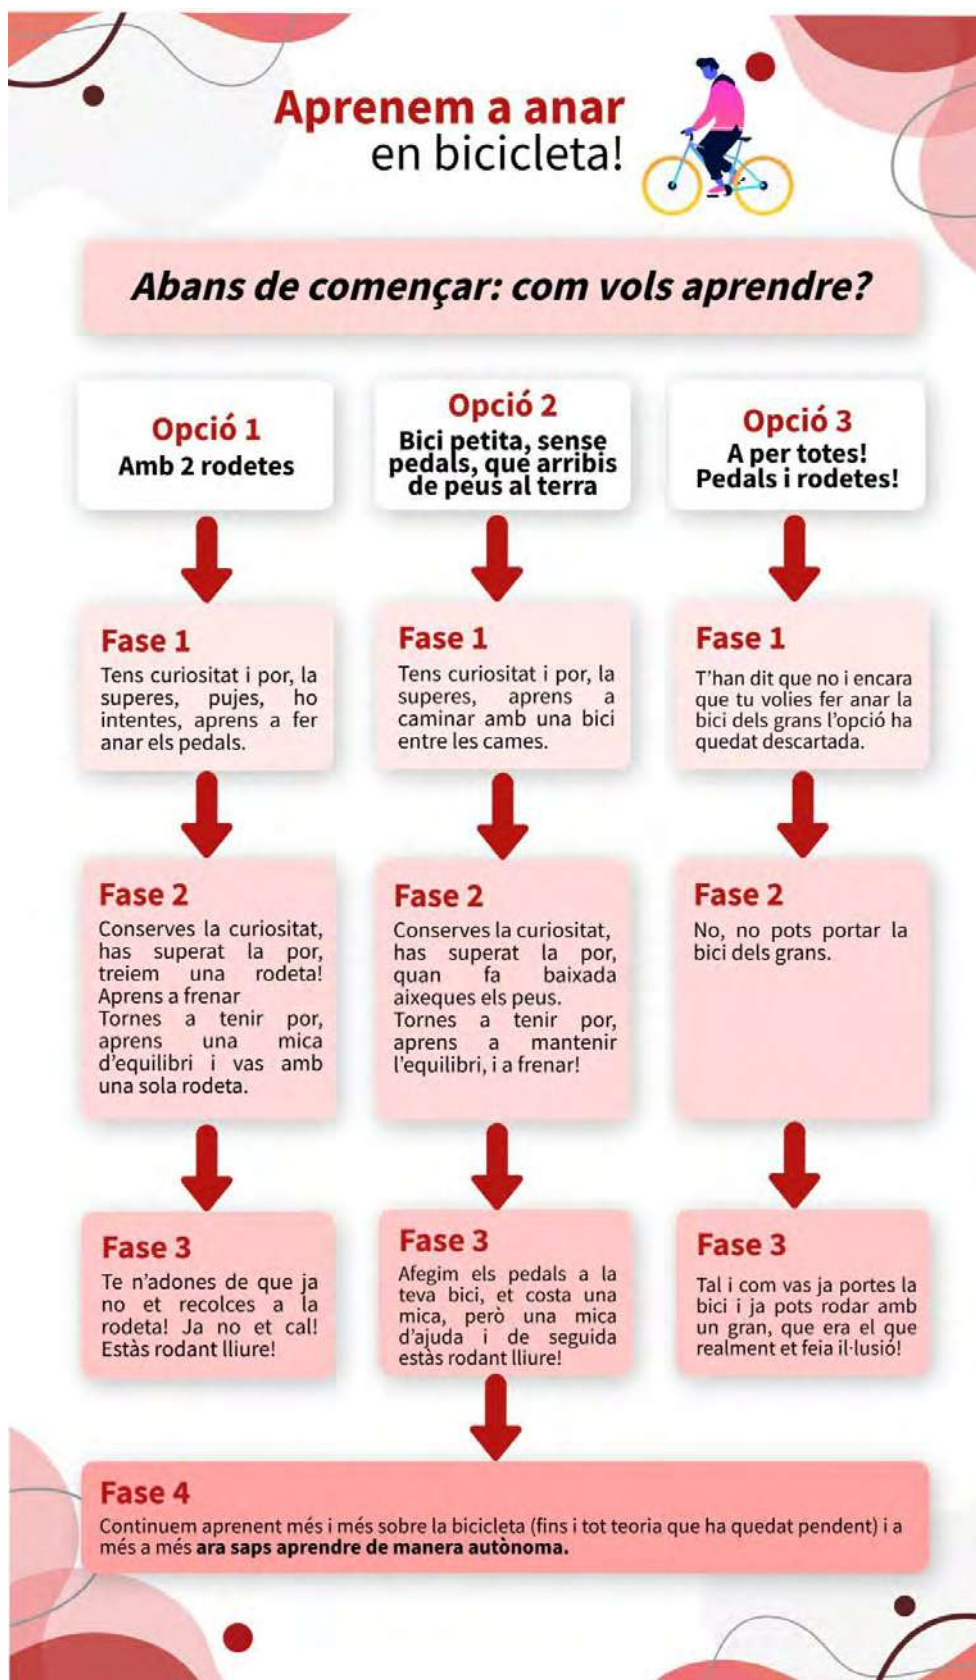 Aprenem a anar
en bicicleta!
Abans de començar: com vols aprendre?
Opció 1
Amb 2 rodetes
Opció 2
Bici petita, sense
pedals, que arribis
de peus al terra
Opció 3
A per totes!
Pedals i rodetes!
Fase 1
Tens curiositat i por, la
superes, pujes, ho
intentes, aprens a fer
anar els pedals.
Fase 1
Tens curiositat i por, la
superes, aprens a
caminar amb una bici
entre les cames.
Fase 1
T'han dit que no i encara
que tu volies fer anar la
bici dels grans l'opció ha
quedat descartada.
Fase 2
Conserves la curiositat,
has superat la por,
treiem una rodeta!
Aprens a frenar
Tornes a tenir por,
aprens una mica
d'equilibri i vas amb
una sola rodeta.
Fase 2
Conserves la curiositat,
has superat la por,
quan fa baixada
aixeques els peus.
Tornes a tenir por,
aprens a mantenir
l'equilibri, i a frenar!
Fase 2
No, no pots portar la
bici dels grans.
Fase 3
Te n'adones de que ja
no et recolces a la
rodeta! Ja no et cal!
Estàs rodant lliure!
Fase 3
Afegim els pedals a la
teva bici, et costa una
mica, però una mica
d'ajuda i de seguida
estàs rodant lliure!
Fase 3
Tal i com vas ja portes la
bici i ja pots rodar amb
un gran, que era el que
realment et feia il·lusió!
Fase 4
Continuem aprenent més i més sobre la bicicleta (fins i tot teoria que ha quedat pendent) i a
més a més ara saps aprendre de manera autònoma.